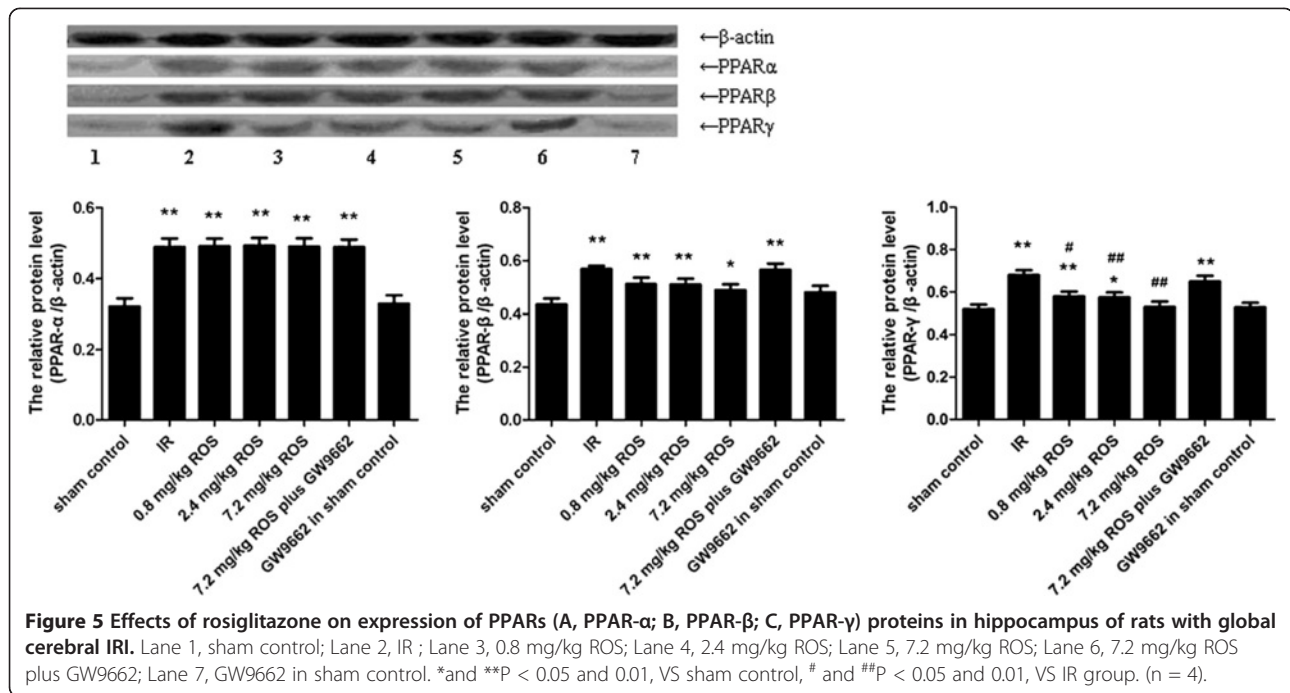 ←β-actin
←PPARα
←PPARβ
←PPARγ
1 2 3 4 5 6 7
The relative protein level
(PPAR-α /β -actin)
0.6
0.4
0.2
0.0
** ** ** ** **
sham control
IR
0.8 mg/kg ROS
2.4 mg/kg ROS
7.2 mg/kg ROS
7.2 mg/kg ROS plus GW9662
GW9662 in sham control
The relative protein level
(PPAR-β /β -actin)
0.8
0.6
0.4
0.2
0.0
** ** ** * **
sham control
IR
0.8 mg/kg ROS
2.4 mg/kg ROS
7.2 mg/kg ROS
7.2 mg/kg ROS plus GW9662
GW9662 in sham control
The relative protein level
(PPAR-γ /β -actin)
1.0
0.8
0.6
0.4
0.2
0.0
# ## ##
** ** * **
sham control
IR
0.8 mg/kg ROS
2.4 mg/kg ROS
7.2 mg/kg ROS
7.2 mg/kg ROS plus GW9662
GW9662 in sham control
Figure 5 Effects of rosiglitazone on expression of PPARs (A, PPAR-α; B, PPAR-β; C, PPAR-γ) proteins in hippocampus of rats with global
cerebral IRI. Lane 1, sham control; Lane 2, IR ; Lane 3, 0.8 mg/kg ROS; Lane 4, 2.4 mg/kg ROS; Lane 5, 7.2 mg/kg ROS; Lane 6, 7.2 mg/kg ROS
plus GW9662; Lane 7, GW9662 in sham control. *and **P < 0.05 and 0.01, VS sham control, # and ##P < 0.05 and 0.01, VS IR group. (n = 4).